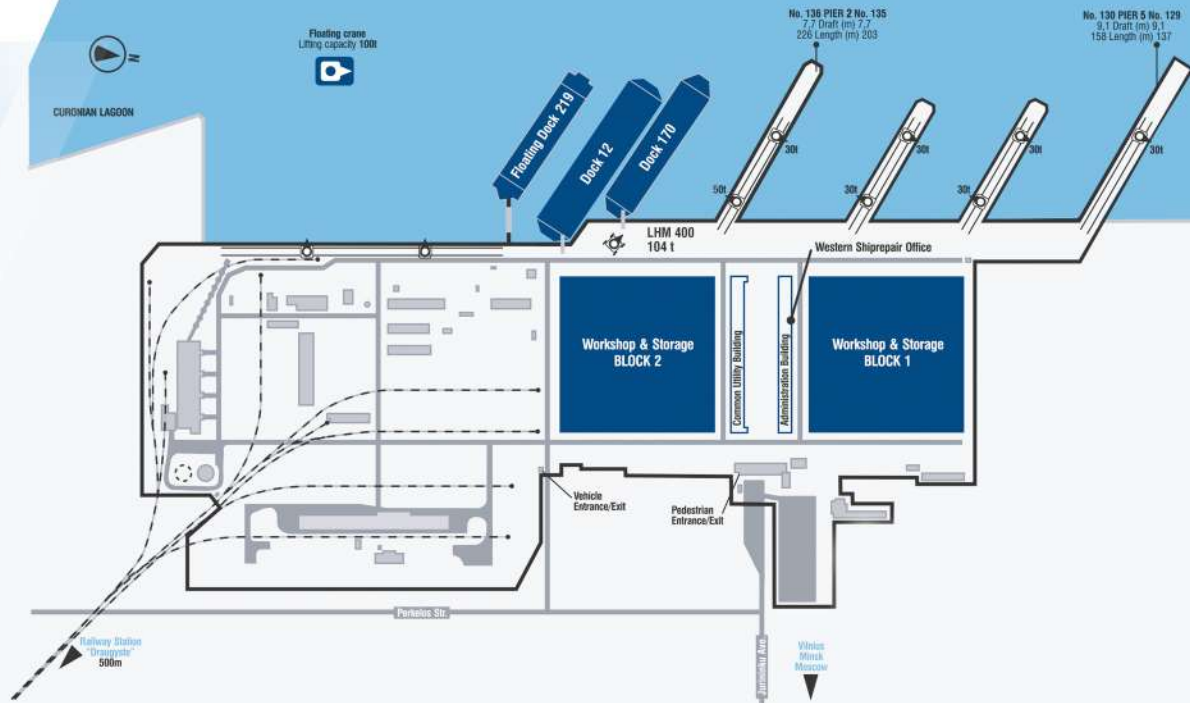 No. 136 PIER 2 No. 135
7,7 Draft (m) 7,7
226 Length (m) 203
No. 130 PIER 5 No. 129
9,1 Draft (m) 9,1
158 Length (m) 137
Floating crane
Lifting capacity 100t
N
CURONIAN LAGOON
Floating Dock 219
Dock 12
Dock 170
30t
30t
30t
30t
50t
30t
30t
LHM 400
104 t
Western Shiprepair Office
Workshop & Storage
BLOCK 2
Common Utility Building
Administration Building
Workshop & Storage
BLOCK 1
Vehicle
Entrance/Exit
Pedestrian
Entrance/Exit
Perkelos Str.
Railway Station
"Draugyste"
500m
Jurininku Ave
Vilnius
Minsk
Moscow